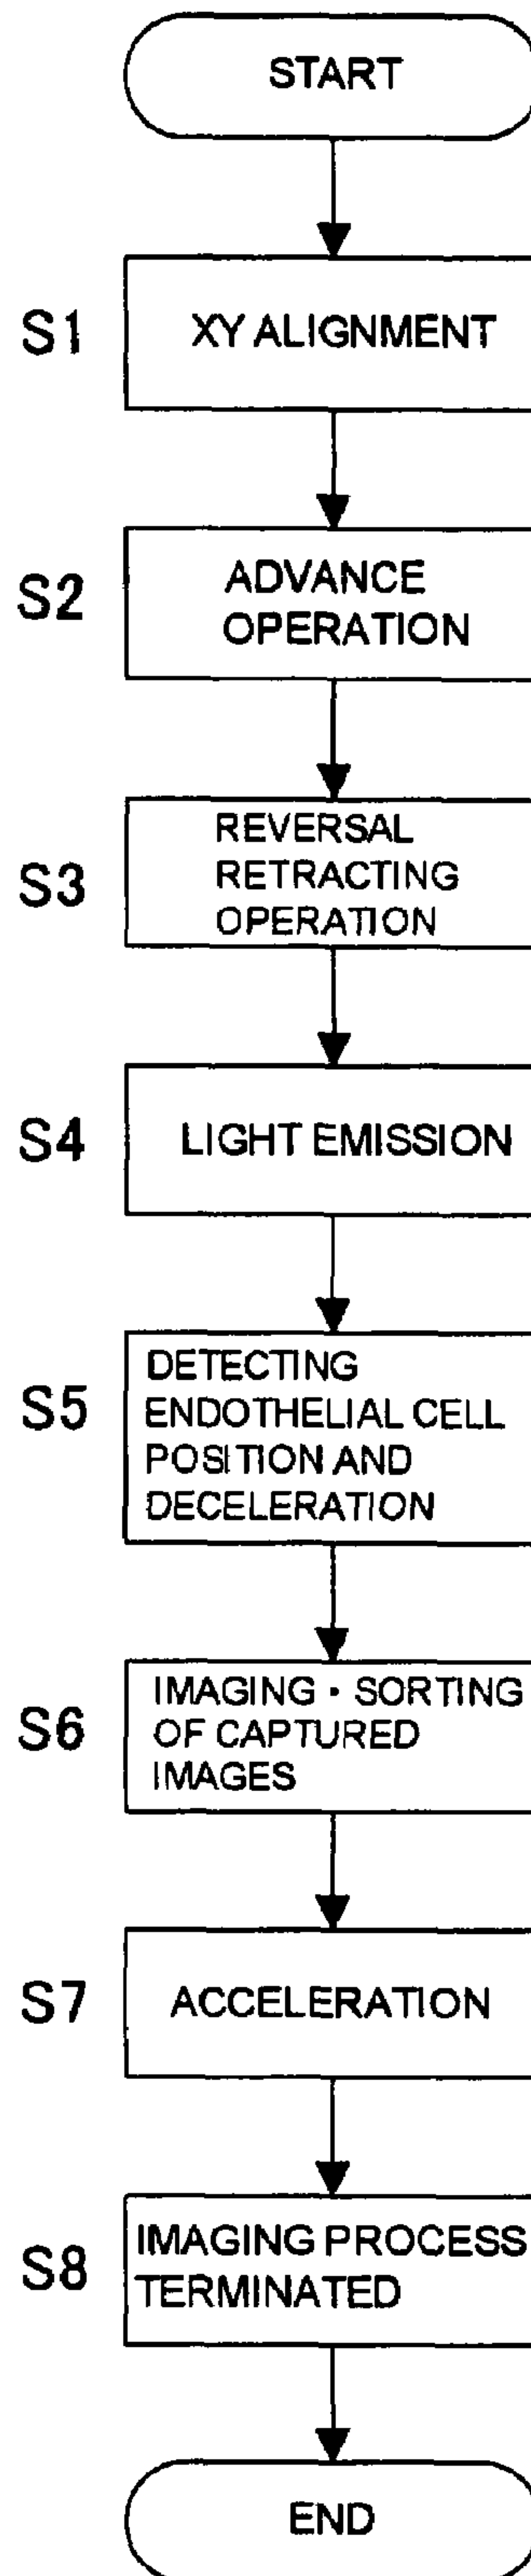 START
S1
XY ALIGNMENT
S2
ADVANCE
OPERATION
S3
REVERSAL
RETRACTING
OPERATION
S4
LIGHT EMISSION
S5
DETECTING
ENDOTHELIAL CELL
POSITION AND
DECELERATION
S6
IMAGING・SORTING
OF CAPTURED
IMAGES
S7
ACCELERATION
S8
IMAGING PROCESS
TERMINATED
END